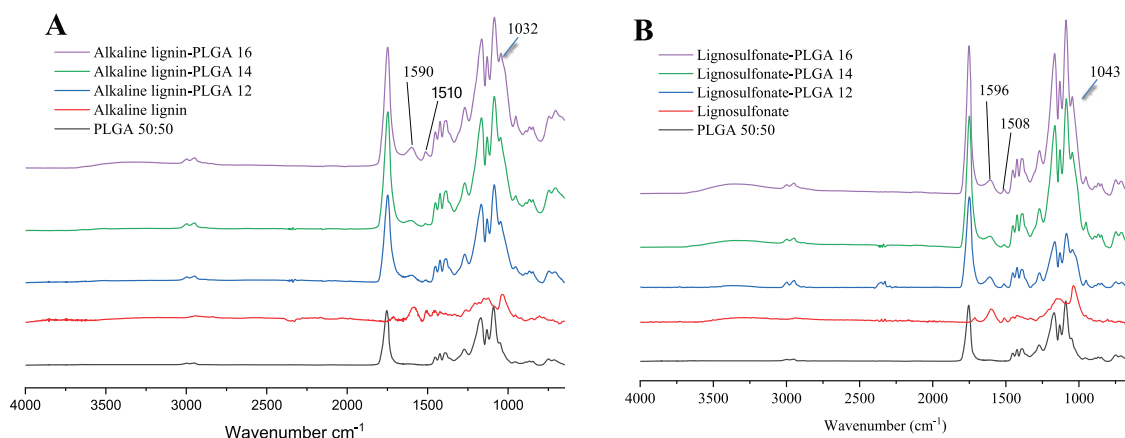 A
Alkaline lignin-PLGA 16
Alkaline lignin-PLGA 14
Alkaline lignin-PLGA 12
Alkaline lignin
PLGA 50:50
1590
1510
1032
4000
3500
3000
2500
2000
1500
1000
Wavenumber cm⁻¹
B
Lignosulfonate-PLGA 16
Lignosulfonate-PLGA 14
Lignosulfonate-PLGA 12
Lignosulfonate
PLGA 50:50
1596
1508
1043
4000
3500
3000
2500
2000
1500
1000
Wavenumber (cm⁻¹)